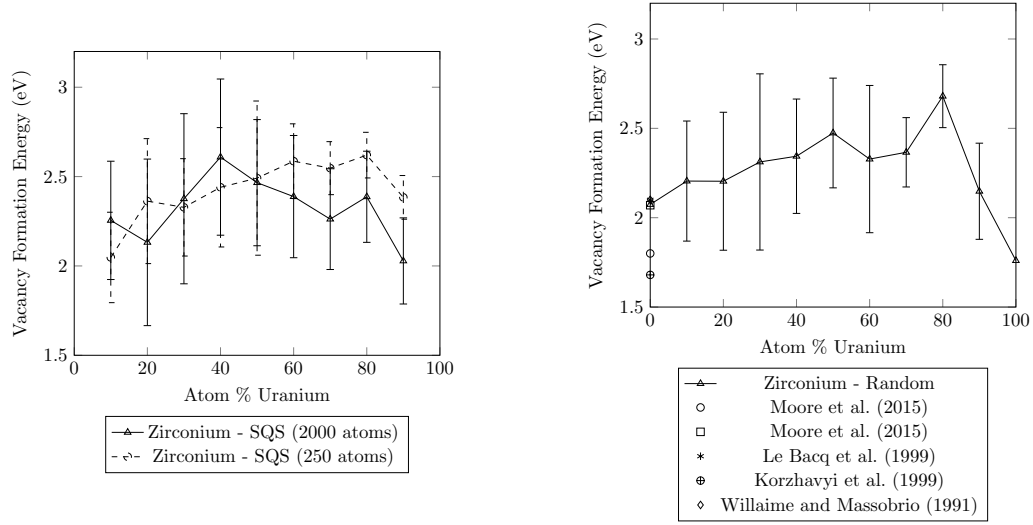 Vacancy Formation Energy (eV)
3
2.5
2
1.5
0 20 40 60 80 100
Atom % Uranium
Zirconium - SQS (2000 atoms)
Zirconium - SQS (250 atoms)
Vacancy Formation Energy (eV)
3
2.5
2
1.5
0 20 40 60 80 100
Atom % Uranium
Zirconium - Random
Moore et al. (2015)
Moore et al. (2015)
Le Bacq et al. (1999)
Korzhavyi et al. (1999)
Willaime and Massobrio (1991)